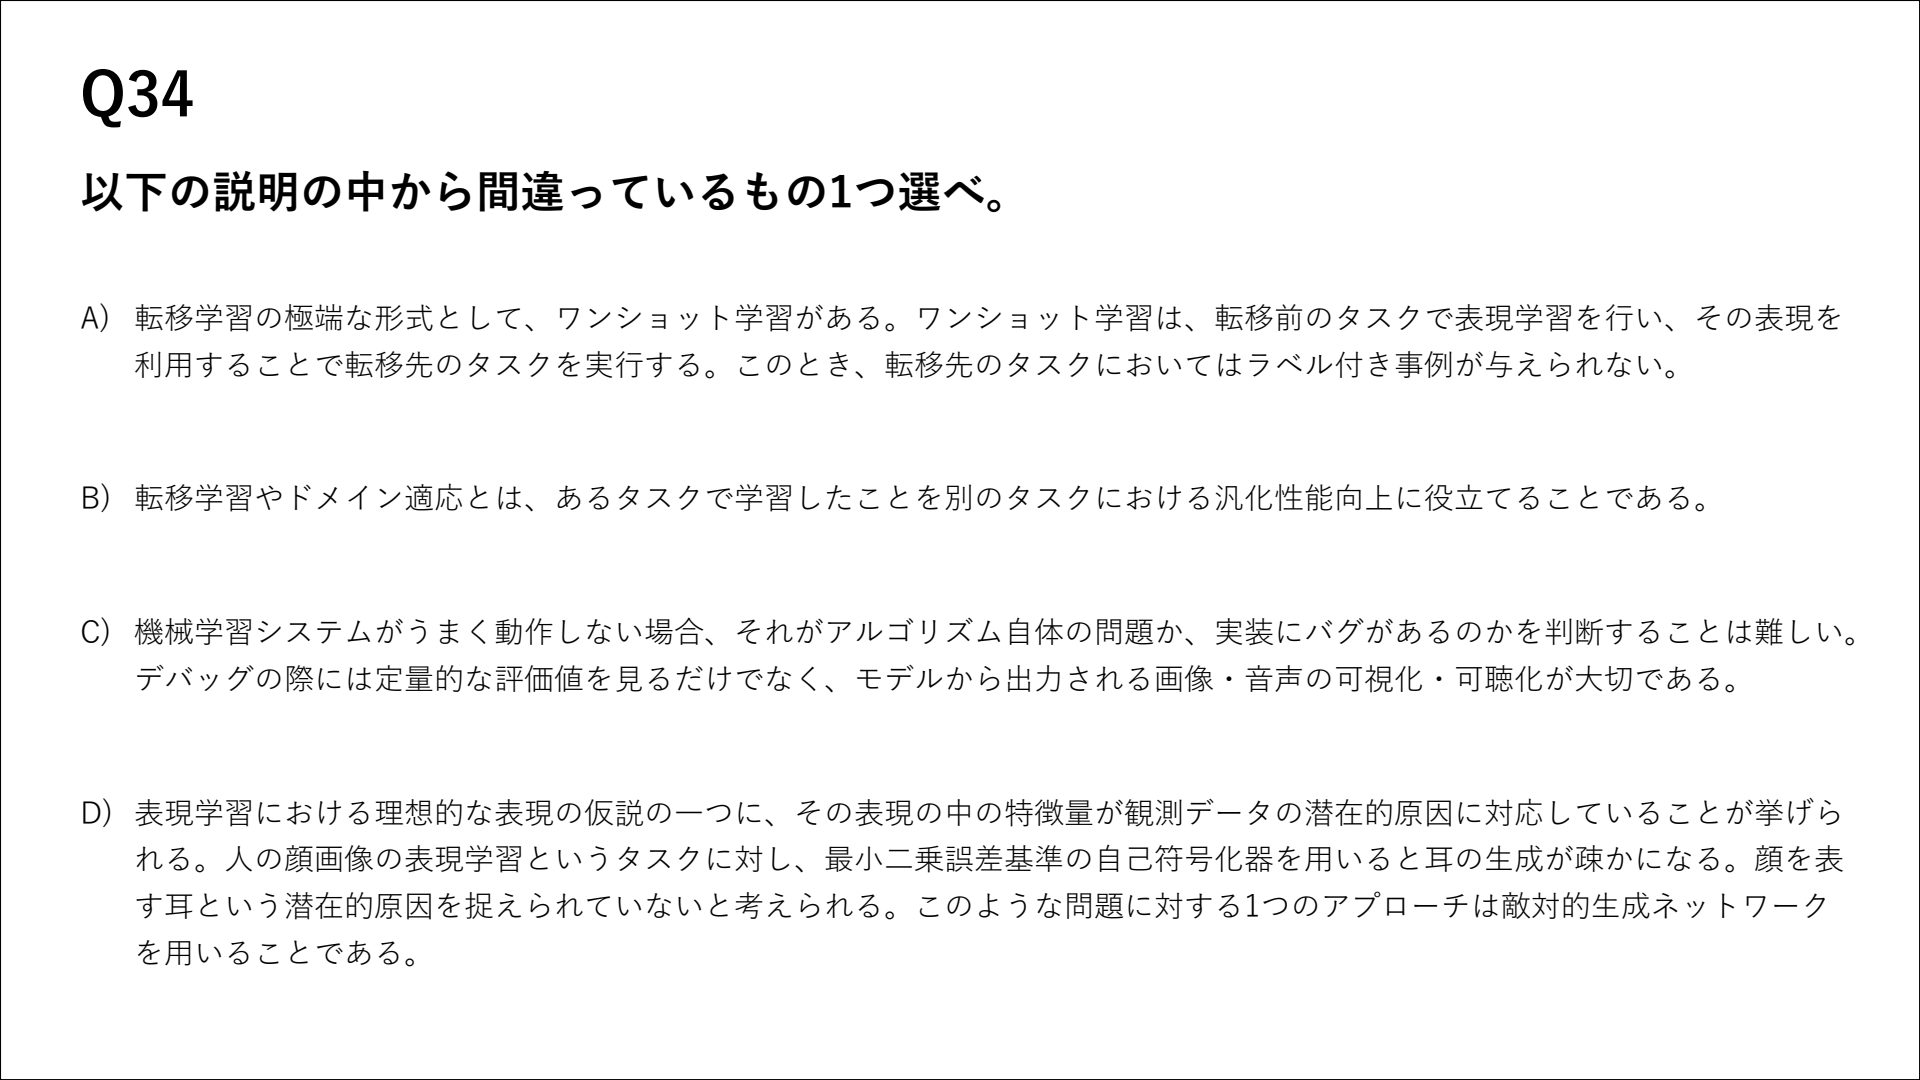 Q34
以下の説明の中から間違っているもの1つ選べ。
A) 転移学習の極端な形式として、ワンショット学習がある。ワンショット学習は、転移前のタスクで表現学習を行い、その表現を
利用することで転移先のタスクを実行する。このとき、転移先のタスクにおいてはラベル付き事例が与えられない。
B) 転移学習やドメイン適応とは、あるタスクで学習したことを別のタスクにおける汎化性能向上に役立てることである。
C) 機械学習システムがうまく動作しない場合、それがアルゴリズム自体の問題か、実装にバグがあるのかを判断することは難しい。
デバッグの際には定量的な評価値を見るだけでなく、モデルから出力される画像・音声の可視化・可聴化が大切である。
D) 表現学習における理想的な表現の仮説の一つに、その表現の中の特徴量が観測データの潜在的原因に対応していることが挙げら
れる。人の顔画像の表現学習というタスクに対し、最小二乗誤差基準の自己符号化器を用いると耳の生成が疎かになる。顔を表
す耳という潜在的原因を捉えられていないと考えられる。このような問題に対する1つのアプローチは敵対的生成ネットワーク
を用いることである。